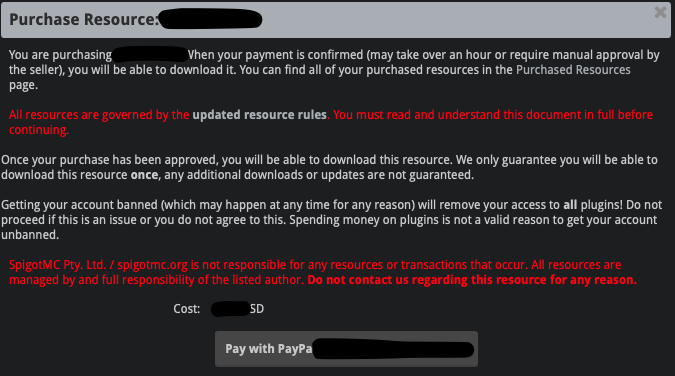 Purchase Resource:
You are purchasing When your payment is confirmed (may take over an hour or require manual approval by
the seller), you will be able to download it. You can find all of your purchased resources in the Purchased Resources
page.
All resources are governed by the updated resource rules. You must read and understand this document in full before
continuing.
Once your purchase has been approved, you will be able to download this resource. We only guarantee you will be able to
download this resource once, any additional downloads or updates are not guaranteed.
Getting your account banned (which may happen at any time for any reason) will remove your access to all plugins! Do not
proceed if this is an issue or you do not agree to this. Spending money on plugins is not a valid reason to get your account
unbanned.
SpigotMC Pty. Ltd. / spigotmc.org is not responsible for any resources or transactions that occur. All resources are
managed by and full responsibility of the listed author. Do not contact us regarding this resource for any reason.
Cost: SD
Pay with PayPa